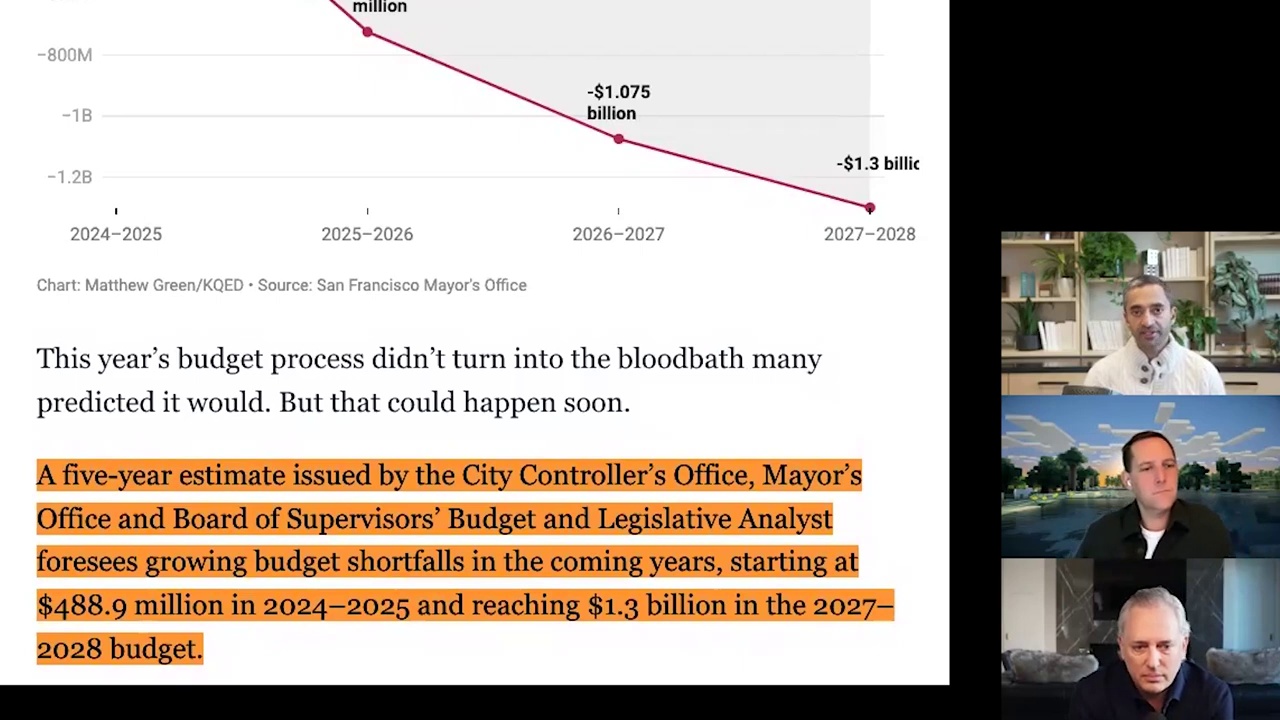 million
−800M
-$1.075
billion
−1B
-$1.3 billic
−1.2B
2024–2025 2025–2026 2026–2027 2027–2028
Chart: Matthew Green/KQED • Source: San Francisco Mayor's Office
This year’s budget process didn’t turn into the bloodbath many
predicted it would. But that could happen soon.
A five-year estimate issued by the City Controller’s Office, Mayor’s
Office and Board of Supervisors’ Budget and Legislative Analyst
foresees growing budget shortfalls in the coming years, starting at
$488.9 million in 2024–2025 and reaching $1.3 billion in the 2027–
2028 budget.